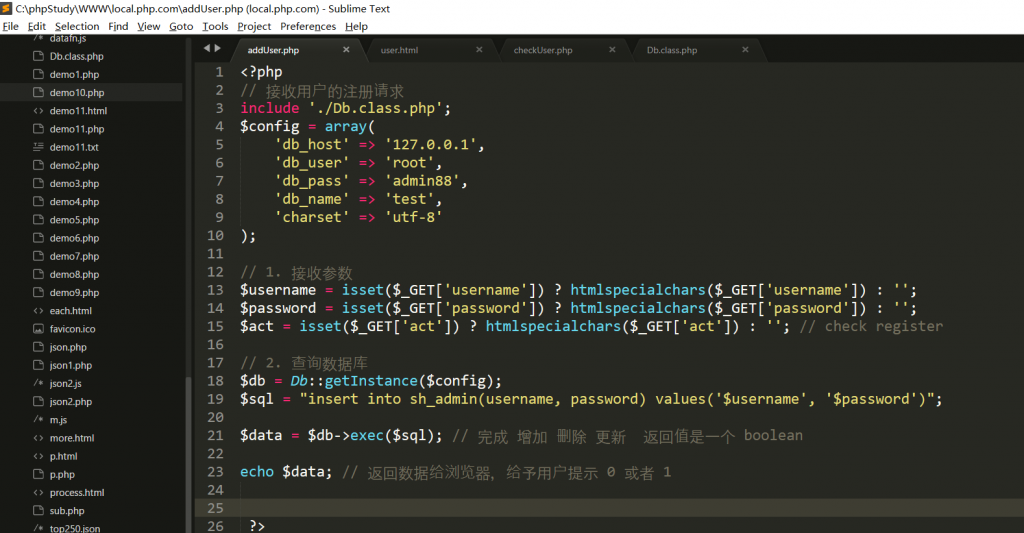 C:\phpStudy\WWW\local.php.com\addUser.php (local.php.com) - Sublime Text
File Edit Selection Find View Goto Tools Project Preferences Help
datafn.js
Db.class.php
demo1.php
demo10.php
demo11.html
demo11.php
demo11.txt
demo2.php
demo3.php
demo4.php
demo5.php
demo6.php
demo7.php
demo8.php
demo9.php
each.html
favicon.ico
json.php
json1.php
json2.js
json2.php
m.js
more.html
p.html
p.php
process.html
sub.php
top250.json
addUser.php × user.html × checkUser.php × Db.class.php ×
1 <?php
2 // 接收用户的注册请求
3 include './Db.class.php';
4 $config = array(
5 'db_host' => '127.0.0.1',
6 'db_user' => 'root',
7 'db_pass' => 'admin88',
8 'db_name' => 'test',
9 'charset' => 'utf-8'
10 );
11
12 // 1. 接收参数
13 $username = isset($_GET['username']) ? htmlspecialchars($_GET['username']) : '';
14 $password = isset($_GET['password']) ? htmlspecialchars($_GET['password']) : '';
15 $act = isset($_GET['act']) ? htmlspecialchars($_GET['act']) : ''; // check register
16
17 // 2. 查询数据库
18 $db = Db::getInstance($config);
19 $sql = "insert into sh_admin(username, password) values('$username', '$password')";
20
21 $data = $db->exec($sql); // 完成 增加 删除 更新 返回值是一个 boolean
22
23 echo $data; // 返回数据给浏览器，给予用户提示 0 或者 1
24
25
26 ?>